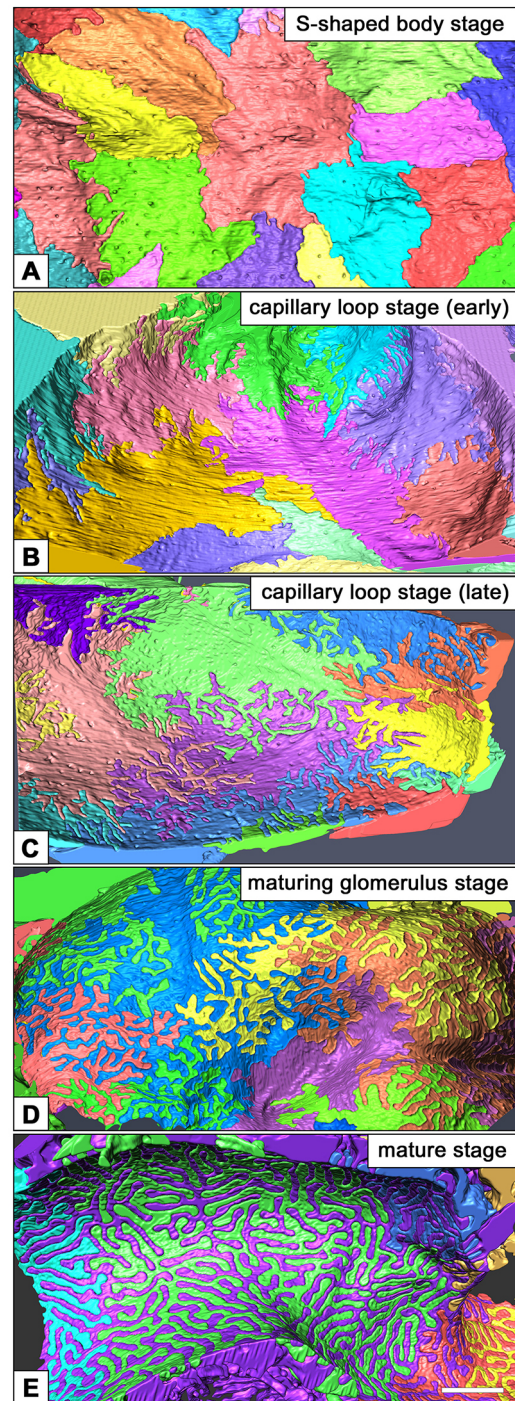 S-shaped body stage
A
capillary loop stage (early)
B
capillary loop stage (late)
C
maturing glomerulus stage
D
mature stage
E